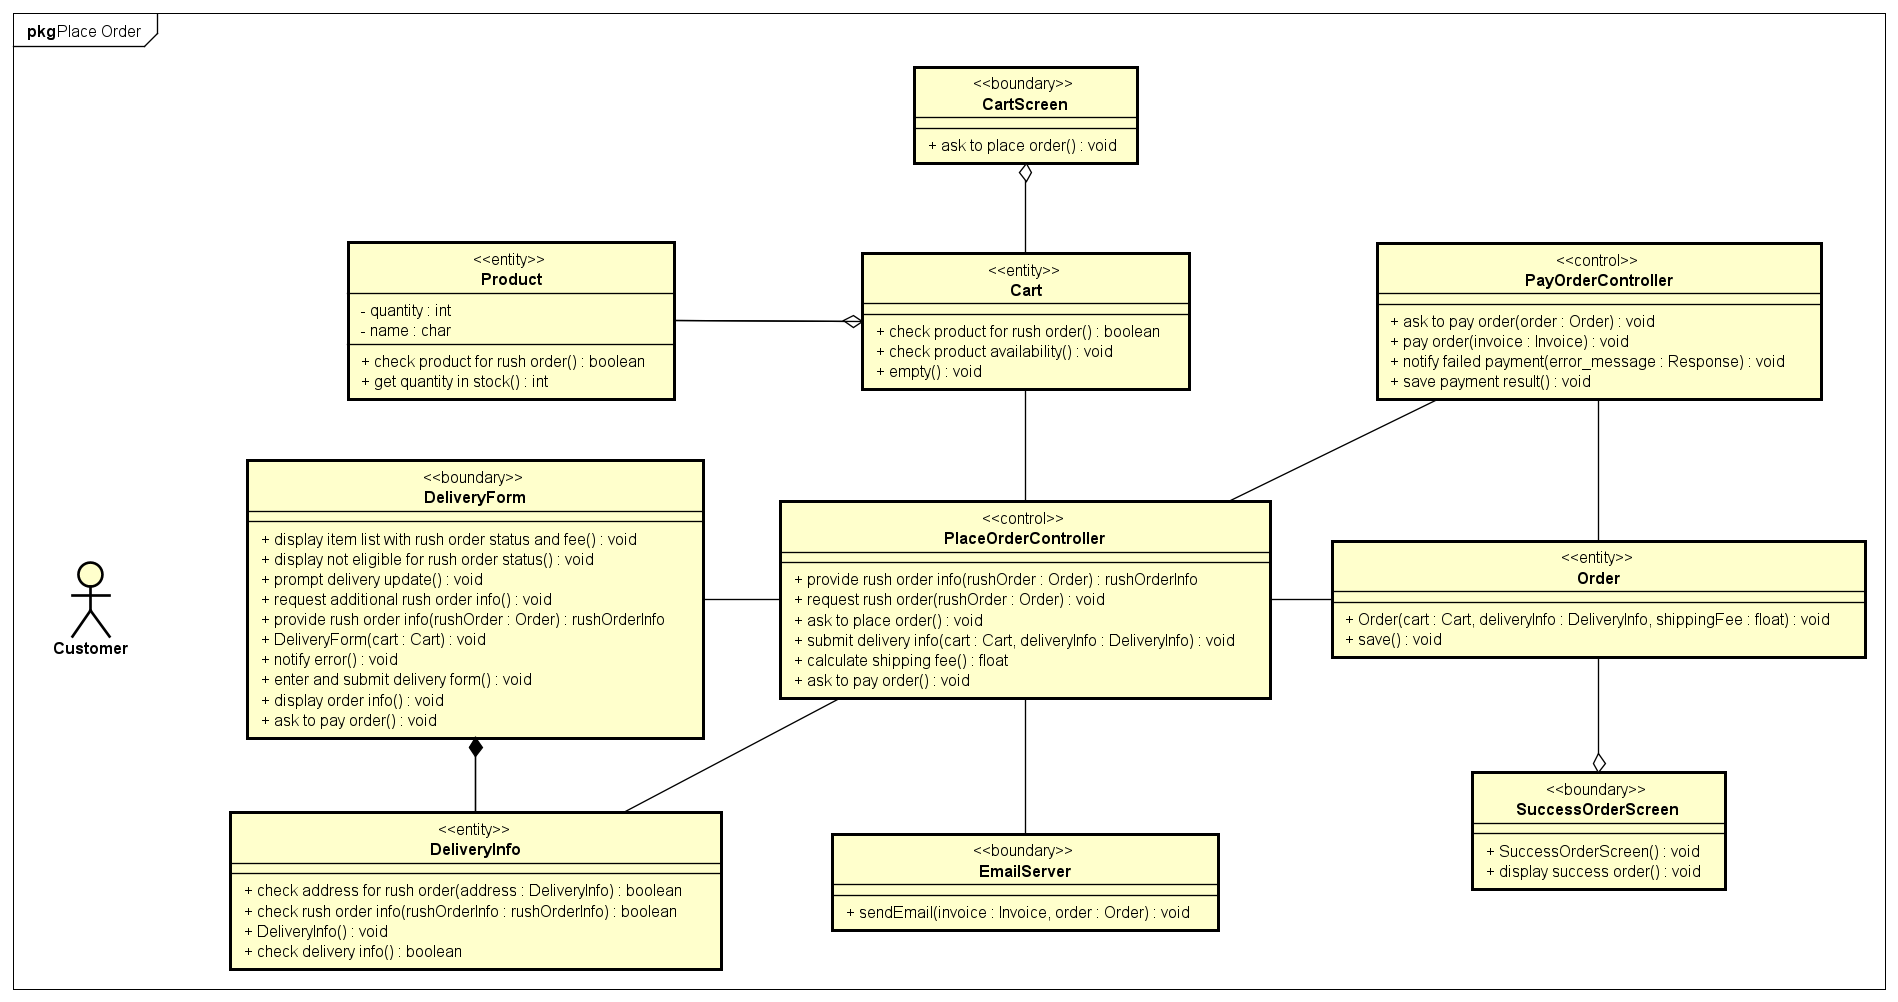 pkg Place Order
<<boundary>>
CartScreen
+ ask to place order() : void
<<entity>>
Product
- quantity : int
- name : char
+ check product for rush order() : boolean
+ get quantity in stock() : int
<<entity>>
Cart
+ check product for rush order() : boolean
+ check product availability() : void
+ empty() : void
<<control>>
PayOrderController
+ ask to pay order(order : Order) : void
+ pay order(invoice : Invoice) : void
+ notify failed payment(error_message : Response) : void
+ save payment result() : void
<<boundary>>
DeliveryForm
+ display item list with rush order status and fee() : void
+ display not eligible for rush order status() : void
+ prompt delivery update() : void
+ request additional rush order info() : void
+ provide rush order info(rushOrder : Order) : rushOrderInfo
+ DeliveryForm(cart : Cart) : void
+ notify error() : void
+ enter and submit delivery form() : void
+ display order info() : void
+ ask to pay order() : void
<<control>>
PlaceOrderController
+ provide rush order info(rushOrder : Order) : rushOrderInfo
+ request rush order(rushOrder : Order) : void
+ ask to place order() : void
+ submit delivery info(cart : Cart, deliveryInfo : DeliveryInfo) : void
+ calculate shipping fee() : float
+ ask to pay order() : void
<<entity>>
Order
+ Order(cart : Cart, deliveryInfo : DeliveryInfo, shippingFee : float) : void
+ save() : void
Customer
<<entity>>
DeliveryInfo
+ check address for rush order(address : DeliveryInfo) : boolean
+ check rush order info(rushOrderInfo : rushOrderInfo) : boolean
+ DeliveryInfo() : void
+ check delivery info() : boolean
<<boundary>>
EmailServer
+ sendEmail(invoice : Invoice, order : Order) : void
<<boundary>>
SuccessOrderScreen
+ SuccessOrderScreen() : void
+ display success order() : void